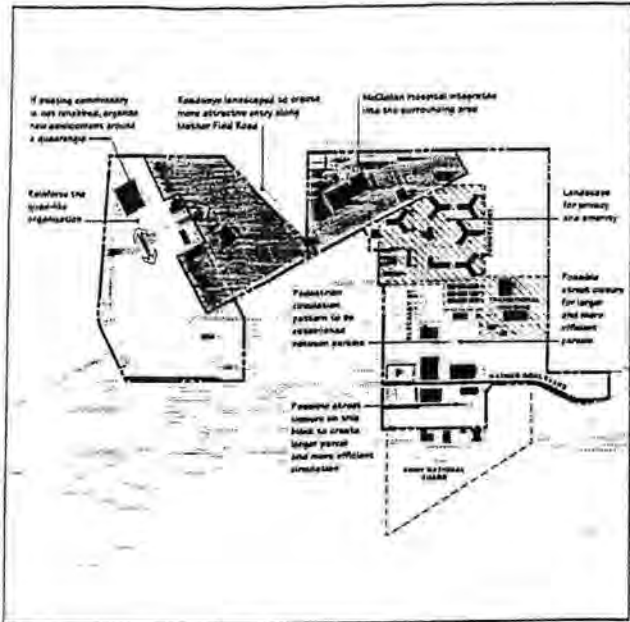 If existing commissary
is not retained, organize
new development around
a quadrangle
Roadways landscaped to create
more attractive entry along
Mather Field Road
McClellan Hospital integrated
into the surrounding area
Reinforce the
quad-like
organization
Landscape
for privacy
and amenity
Possible
street closure
for larger
and more
efficient
parcels
Pedestrian
circulation
pattern to be
established
between parcels
P
Possible street
closure on this
block to create
larger parcel
and more efficient
circulation
ARMY NATIONAL
GUARD